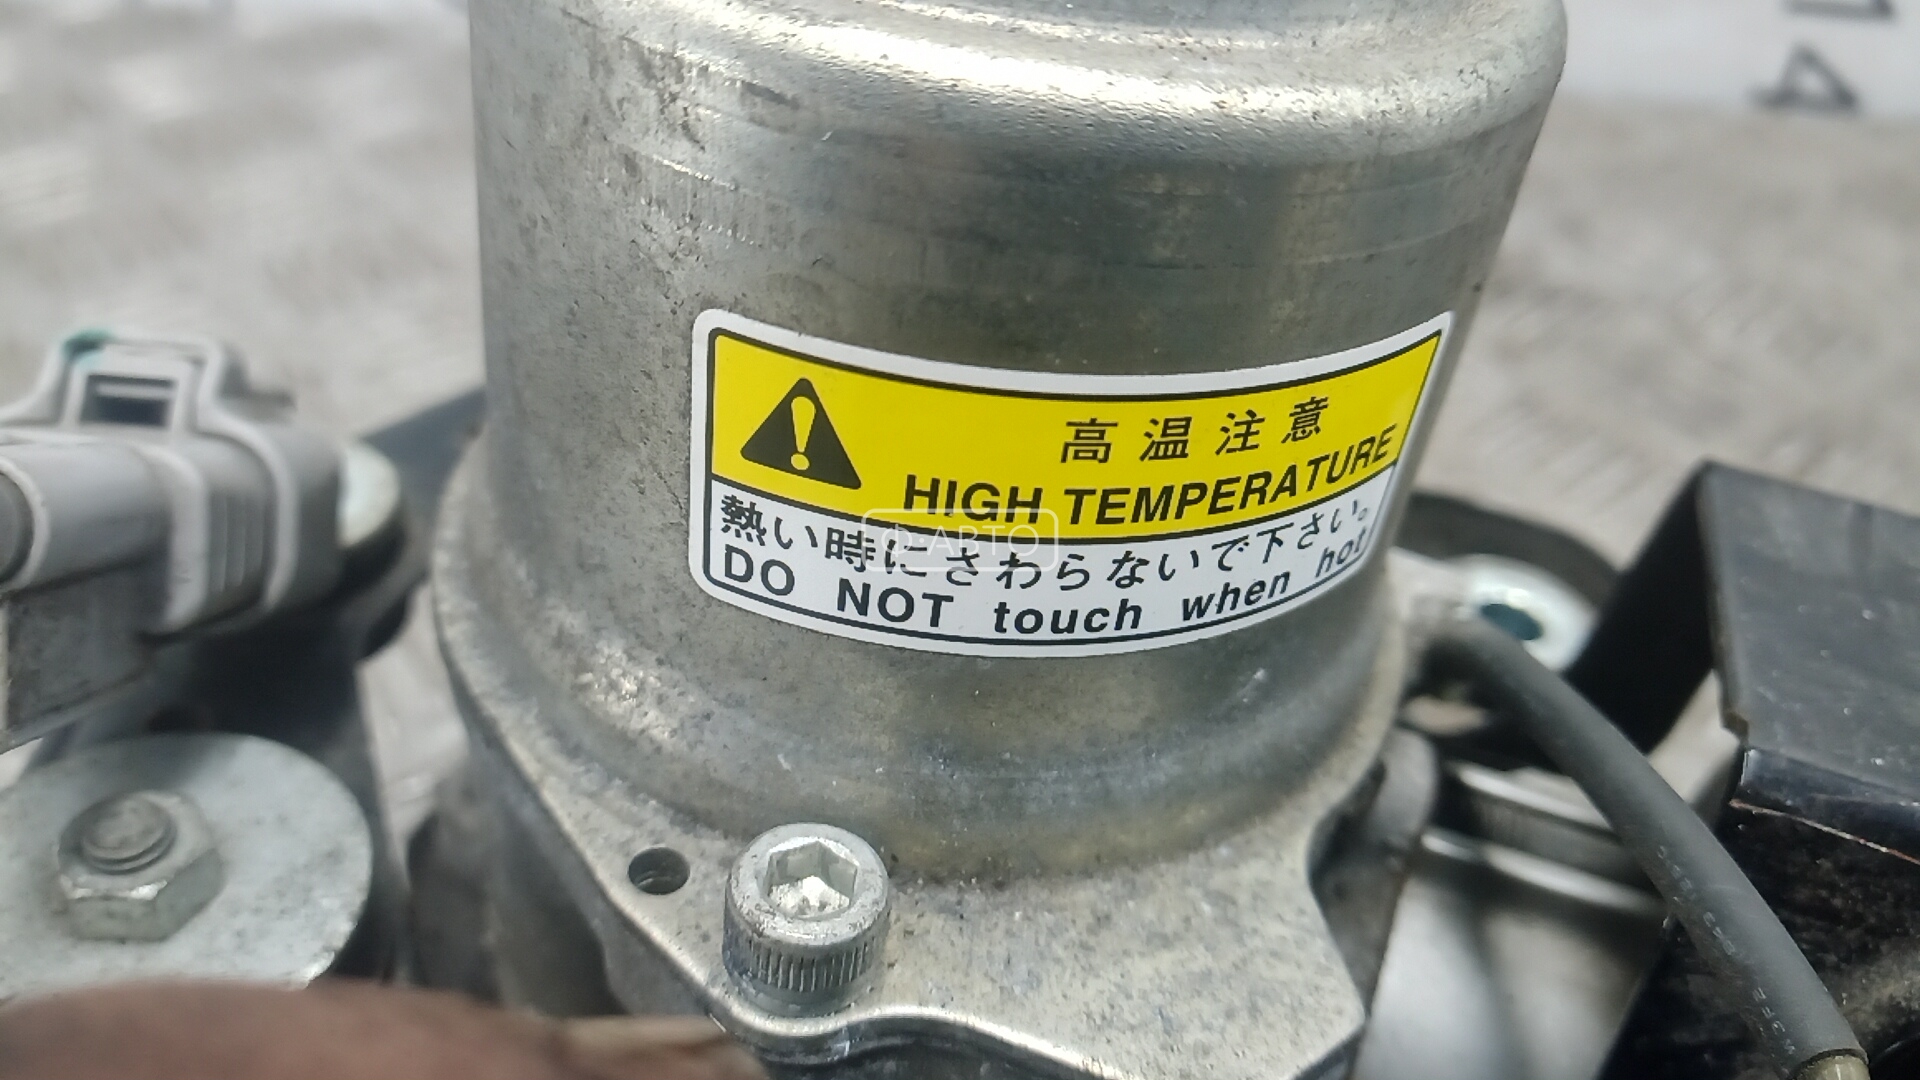 高温注意
HIGH TEMPERATURE
熱い時にさわらないで下さい。
DO NOT touch when hot
Ф-АВТО